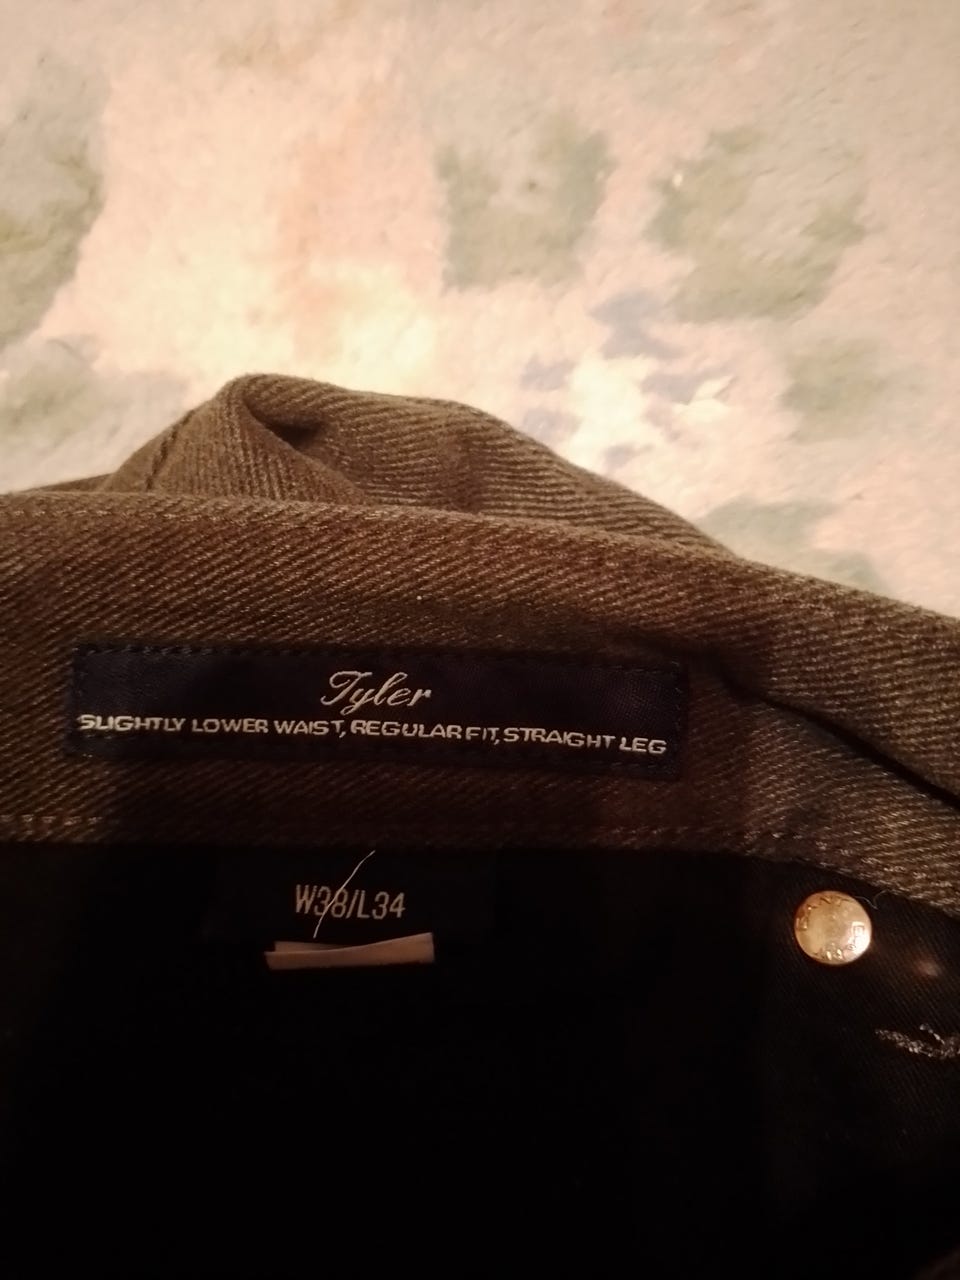 Tyler
SLIGHTLY LOWER WAIST, REGULAR FIT, STRAIGHT LEG
W38/L34